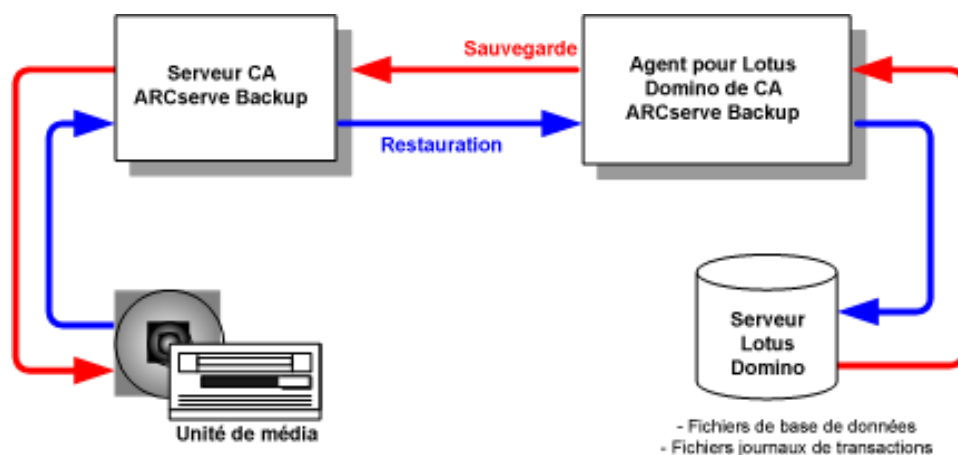 Sauvegarde
Serveur CA
ARCserve Backup
Agent pour Lotus
Domino de CA
ARCserve Backup
Restauration
Serveur
Lotus
Domino
Unité de média
- Fichiers de base de données
- Fichiers journaux de transactions